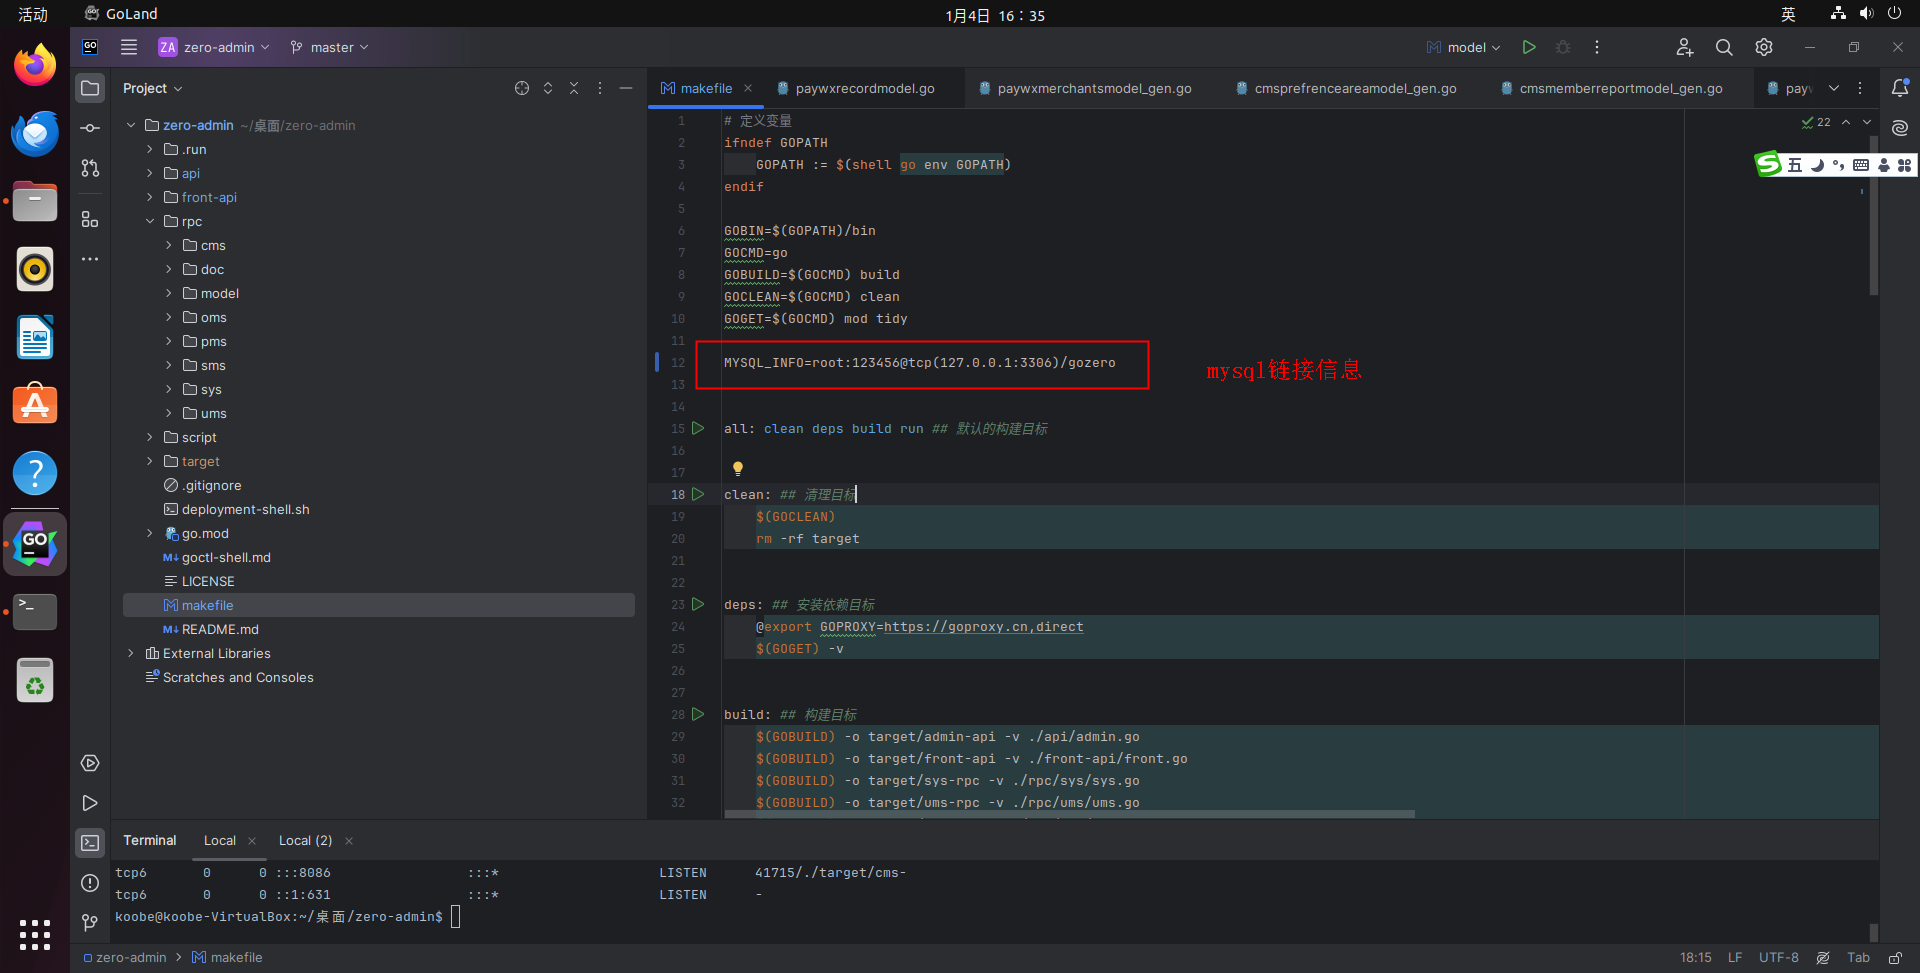 活动
GoLand
1月4日 16：35
英
GO
ZA zero-admin
master
model
Project
makefile
paywxrecordmodel.go
paywxmerchantsmodel_gen.go
cmsprefrenceareamodel_gen.go
cmsmemberreportmodel_gen.go
zero-admin ~/桌面/zero-admin
.run
api
front-api
rpc
cms
doc
model
oms
pms
sms
sys
ums
script
target
.gitignore
deployment-shell.sh
go.mod
goctl-shell.md
LICENSE
makefile
README.md
External Libraries
Scratches and Consoles
22
五
1 # 定义变量
2 ifndef GOPATH
3 GOPATH := $(shell go env GOPATH)
4 endif
5
6 GOBIN=$(GOPATH)/bin
7 GOCMD=go
8 GOBUILD=$(GOCMD) build
9 GOCLEAN=$(GOCMD) clean
10 GOGET=$(GOCMD) mod tidy
11
12 MYSQL_INFO=root:123456@tcp(127.0.0.1:3306)/gozero
mysql链接信息
13
14
15 all: clean deps build run ## 默认的构建目标
16
17
18 clean: ## 清理目标
19 $(GOCLEAN)
20 rm -rf target
21
22
23 deps: ## 安装依赖目标
24 @export GOPROXY=https://goproxy.cn,direct
25 $(GOGET) -v
26
27
28 build: ## 构建目标
29 $(GOBUILD) -o target/admin-api -v ./api/admin.go
30 $(GOBUILD) -o target/front-api -v ./front-api/front.go
31 $(GOBUILD) -o target/sys-rpc -v ./rpc/sys/sys.go
32 $(GOBUILD) -o target/ums-rpc -v ./rpc/ums/ums.go
Terminal
Local
Local (2)
tcp6 0 0 :::8086 :::* LISTEN 41715/./target/cms-
tcp6 0 0 ::1:631 :::* LISTEN -
koobe@koobe-VirtualBox:~/桌面/zero-admin$
zero-admin > makefile
18:15
LF
UTF-8
Tab